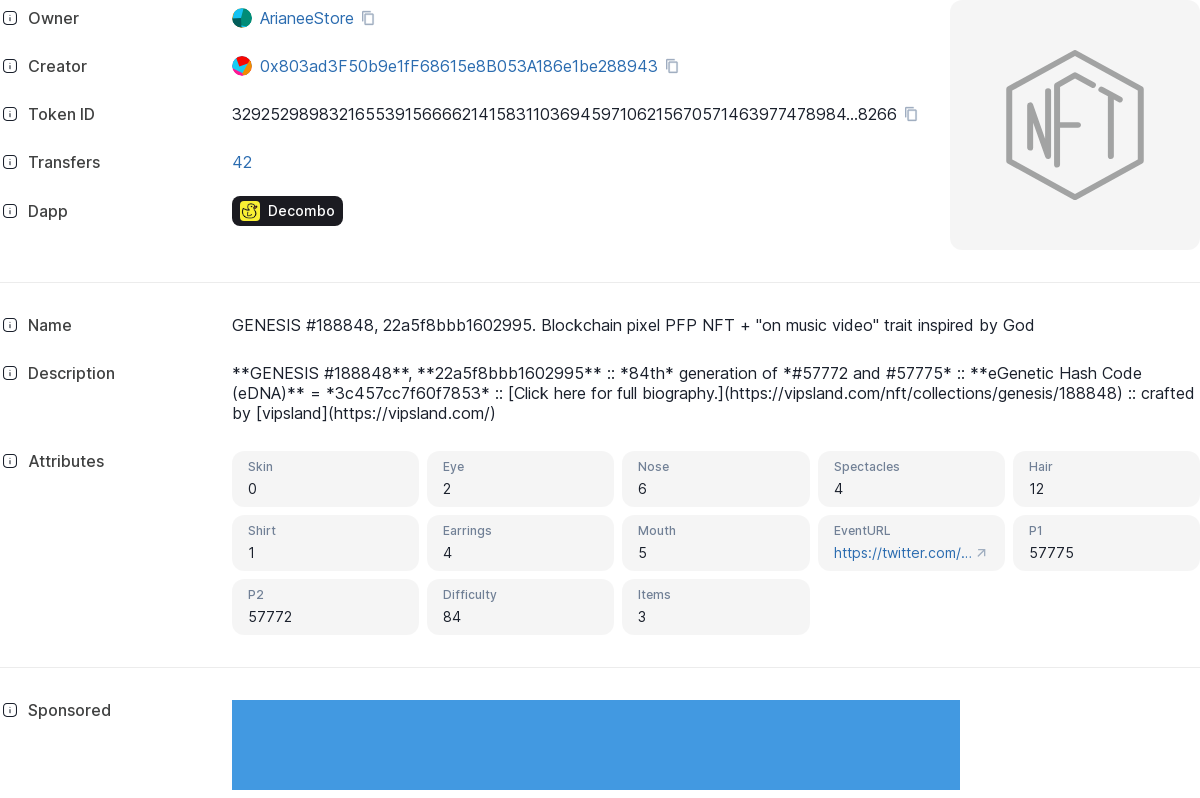 Owner
ArianeeStore
Creator
0x803ad3F50b9e1fF68615e8B053A186e1be288943
Token ID
32925298983216553915666621415831103694597106215670571463977478984...8266
Transfers
42
Dapp
Decombo
NFT
Name
GENESIS #188848, 22a5f8bbb1602995. Blockchain pixel PFP NFT + "on music video" trait inspired by God
Description
**GENESIS #188848**, **22a5f8bbb1602995** :: *84th* generation of *#57772 and #57775* :: **eGenetic Hash Code
(eDNA)** = *3c457cc7f60f7853* :: [Click here for full biography.](https://vipsland.com/nft/collections/genesis/188848) :: crafted
by [vipsland](https://vipsland.com/)
Attributes
Skin
0
Eye
2
Nose
6
Spectacles
4
Hair
12
Shirt
1
Earrings
4
Mouth
5
EventURL
https://twitter.com/...
P1
57775
P2
57772
Difficulty
84
Items
3
Sponsored